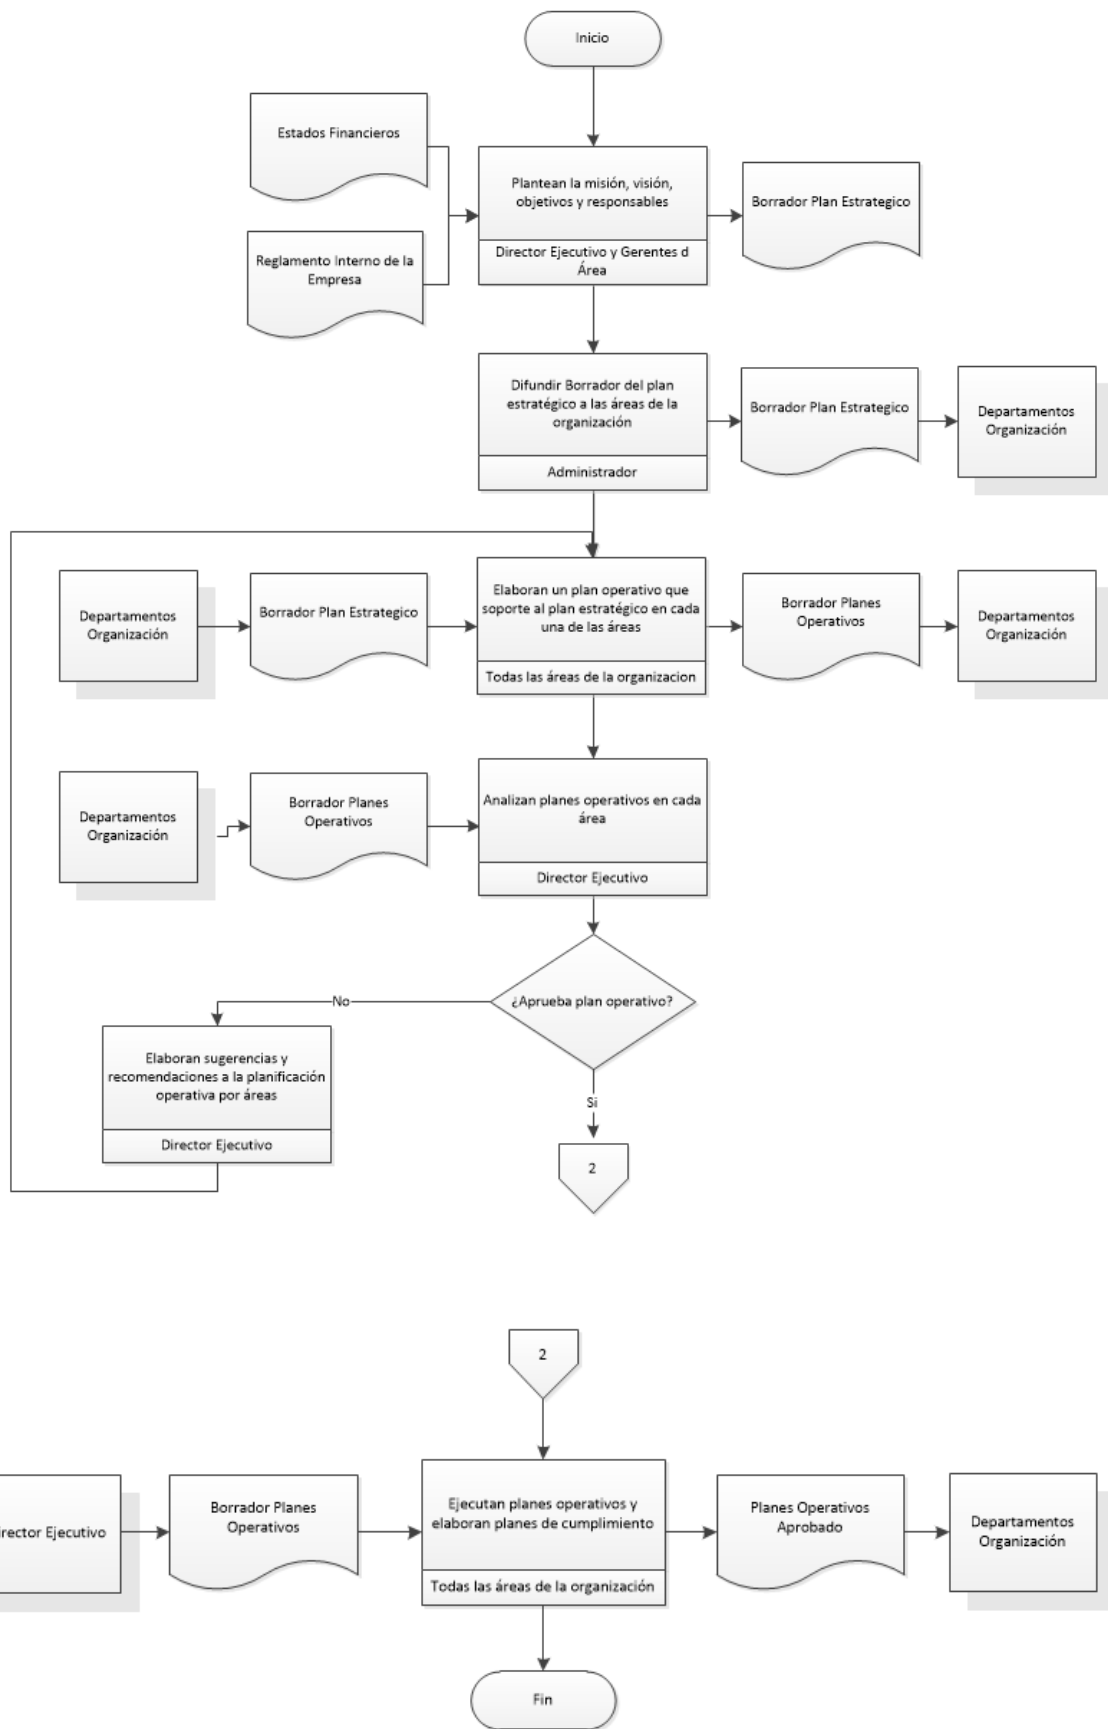 Inicio
Estados Financieros
Plantean la misión, visión,
objetivos y responsables
Director Ejecutivo y Gerentes d
Área
Borrador Plan Estrategico
Reglamento Interno de la
Empresa
Difundir Borrador del plan
estratégico a las áreas de la
organización
Administrador
Borrador Plan Estrategico
Departamentos
Organización
Departamentos
Organización
Borrador Plan Estrategico
Elaboran un plan operativo que
soporte al plan estratégico en cada
una de las áreas
Todas las áreas de la organizacion
Borrador Planes
Operativos
Departamentos
Organización
Departamentos
Organización
Borrador Planes
Operativos
Analizan planes operativos en cada
área
Director Ejecutivo
¿Aprueba plan operativo?
No
Elaboran sugerencias y
recomendaciones a la planificación
operativa por áreas
Director Ejecutivo
Si
2
2
irector Ejecutivo
Borrador Planes
Operativos
Ejecutan planes operativos y
elaboran planes de cumplimiento
Todas las áreas de la organización
Planes Operativos
Aprobado
Departamentos
Organización
Fin